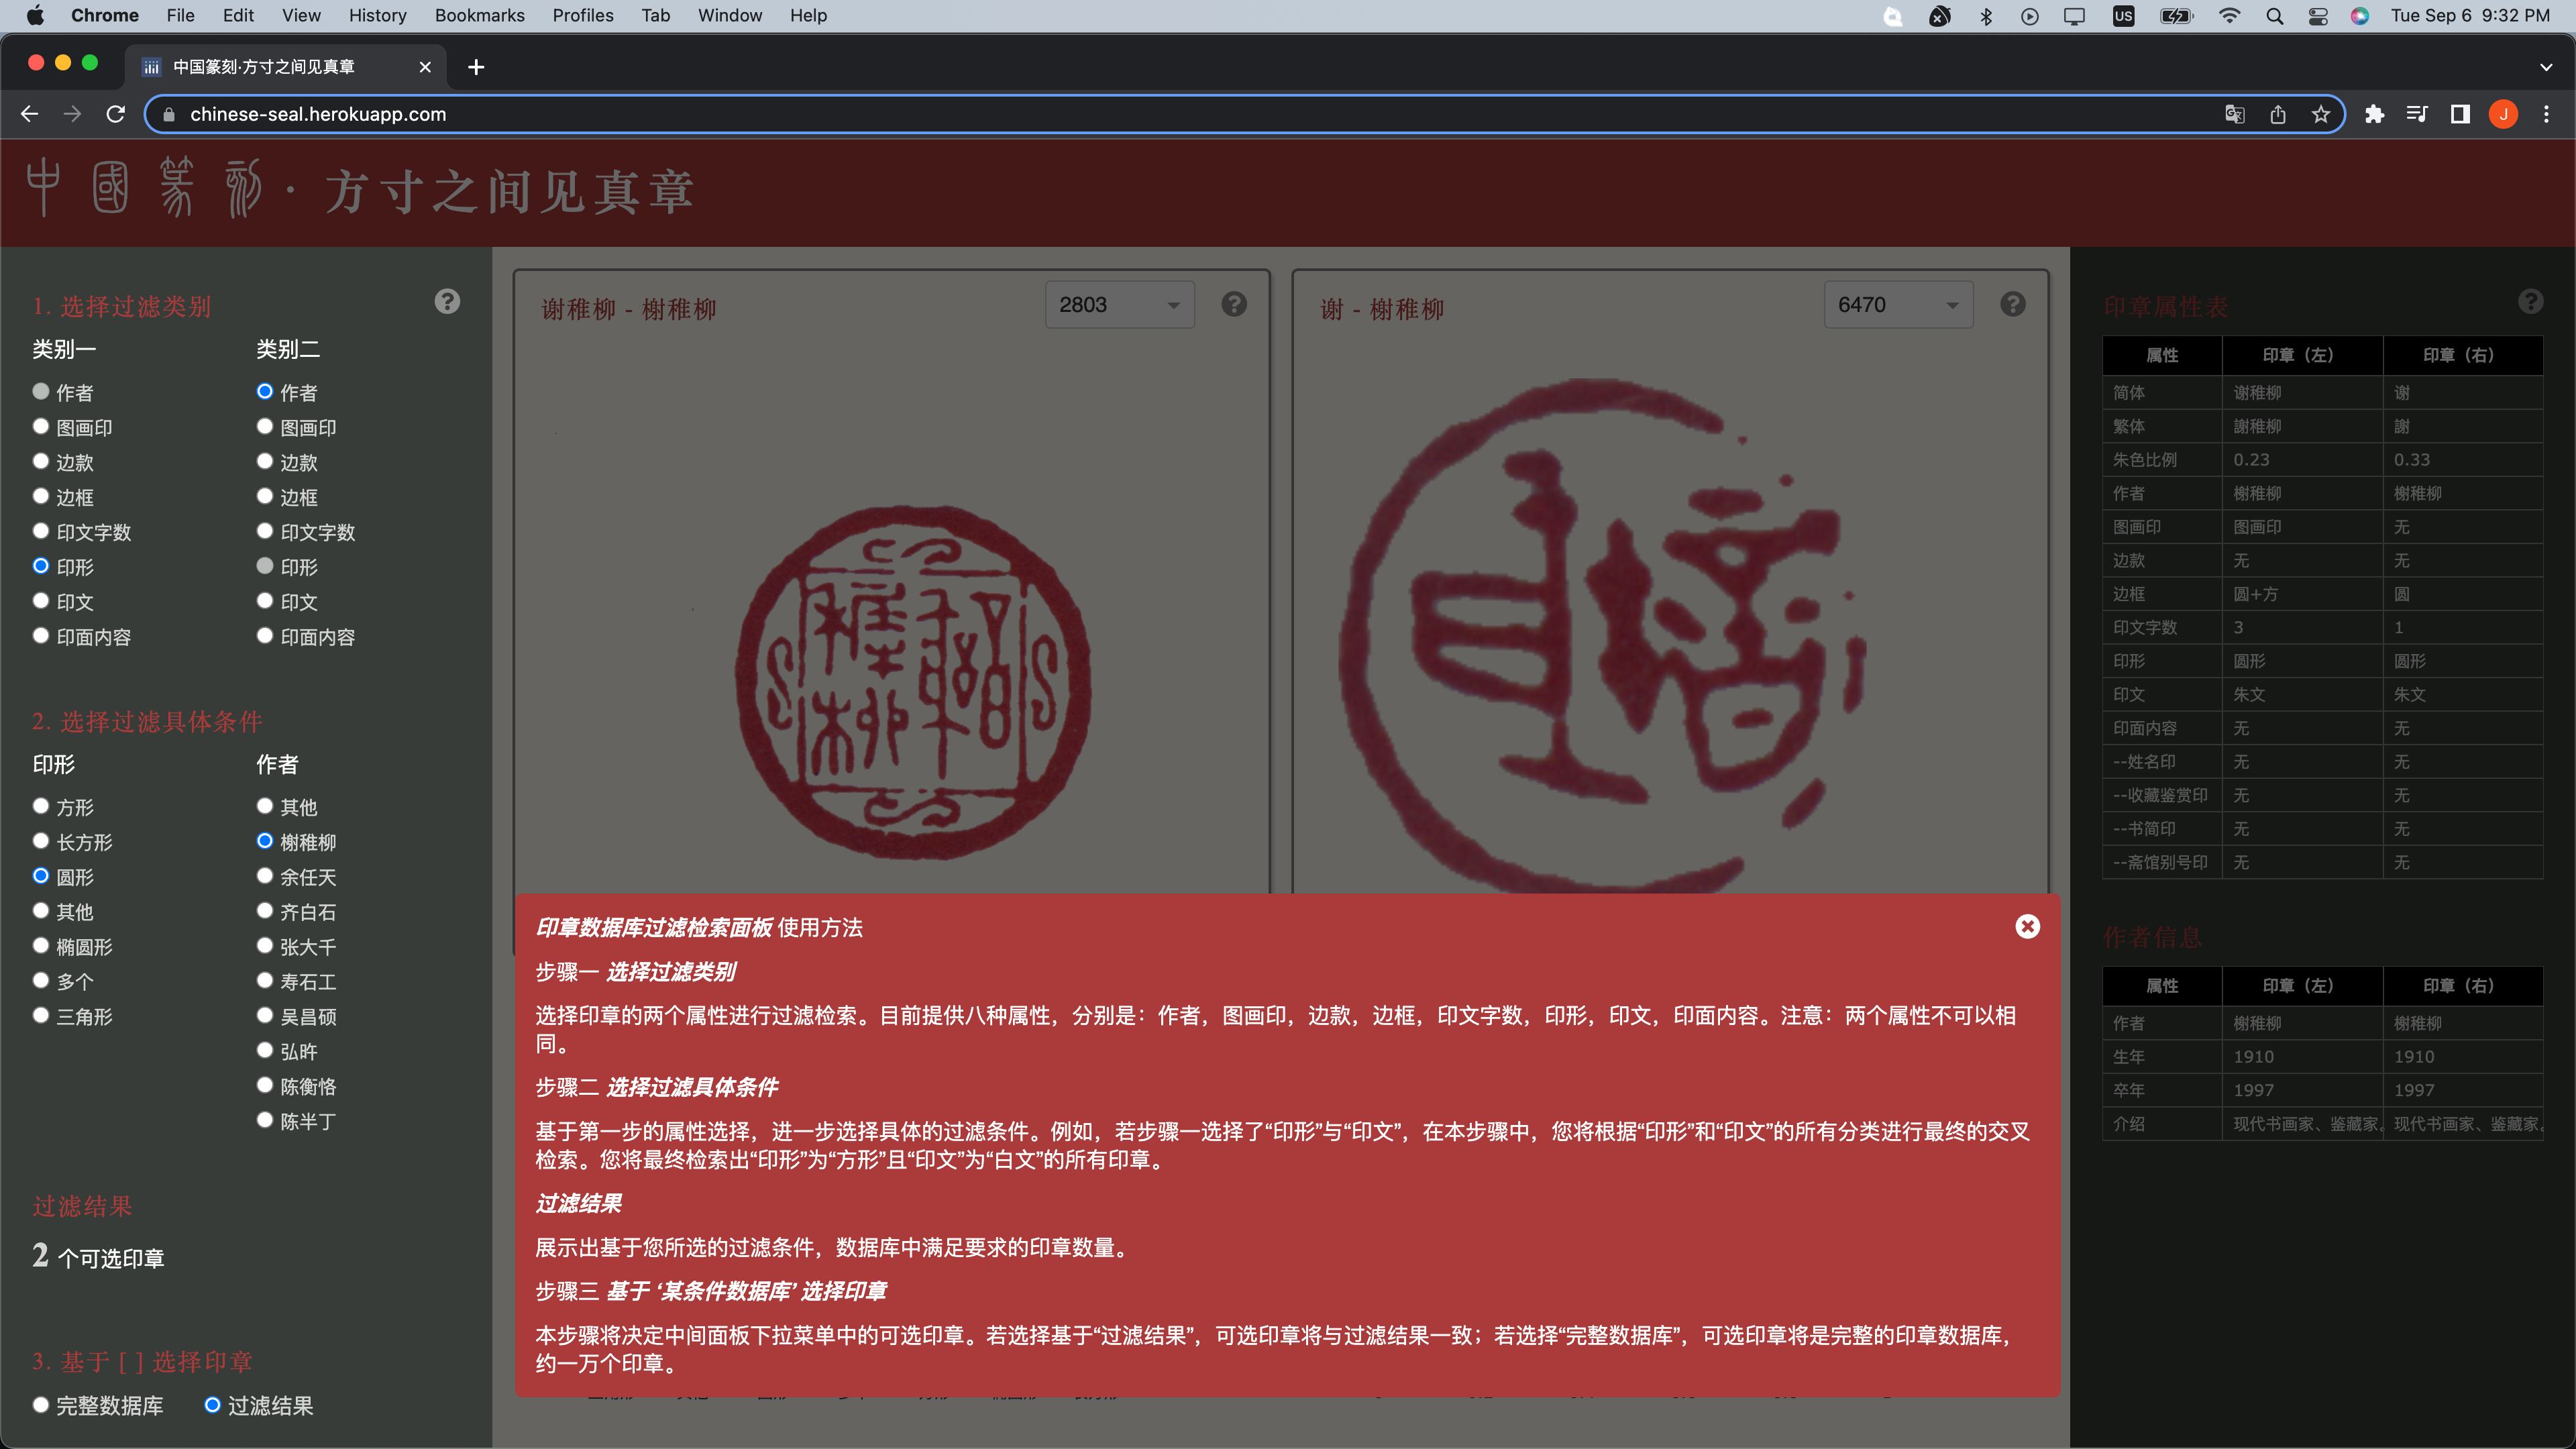 Chrome File Edit View History Bookmarks Profiles Tab Window Help US Tue Sep 6 9:32 PM
中国篆刻·方寸之间见真章
chinese-seal.herokuapp.com J
中國篆刻·方寸之间见真章
1. 选择过滤类别
类别一 类别二
作者 作者
图画印 图画印
边款 边款
边框 边框
印文字数 印文字数
印形 印形
印文 印文
印面内容 印面内容
2. 选择过滤具体条件
印形 作者
方形 其他
长方形 榭稚柳
圆形 余任天
其他 齐白石
椭圆形 张大千
多个 寿石工
三角形 吴昌硕
弘旿
陈衡恪
陈半丁
过滤结果
2 个可选印章
3. 基于 [ ] 选择印章
完整数据库 过滤结果
谢稚柳 - 榭稚柳 2803
谢 - 榭稚柳 6470
印章数据库过滤检索面板 使用方法
步骤一 选择过滤类别
选择印章的两个属性进行过滤检索。目前提供八种属性，分别是：作者，图画印，边款，边框，印文字数，印形，印文，印面内容。注意：两个属性不可以相
同。
步骤二 选择过滤具体条件
基于第一步的属性选择，进一步选择具体的过滤条件。例如，若步骤一选择了“印形”与“印文”，在本步骤中，您将根据“印形”和“印文”的所有分类进行最终的交叉
检索。您将最终检索出“印形”为“方形”且“印文”为“白文”的所有印章。
过滤结果
展示出基于您所选的过滤条件，数据库中满足要求的印章数量。
步骤三 基于 ‘某条件数据库’ 选择印章
本步骤将决定中间面板下拉菜单中的可选印章。若选择基于“过滤结果”，可选印章将与过滤结果一致；若选择“完整数据库”，可选印章将是完整的印章数据库，
约一万个印章。
印章属性表
属性 印章（左） 印章（右）
简体 谢稚柳 谢
繁体 謝稚柳 謝
朱色比例 0.23 0.33
作者 榭稚柳 榭稚柳
图画印 图画印 无
边款 无 无
边框 圆+方 圆
印文字数 3 1
印形 圆形 圆形
印文 朱文 朱文
印面内容 无 无
--姓名印 无 无
--收藏鉴赏印 无 无
--书简印 无 无
--斋馆别号印 无 无
作者信息
属性 印章（左） 印章（右）
作者 榭稚柳 榭稚柳
生年 1910 1910
卒年 1997 1997
介绍 现代书画家、鉴藏家。 现代书画家、鉴藏家。